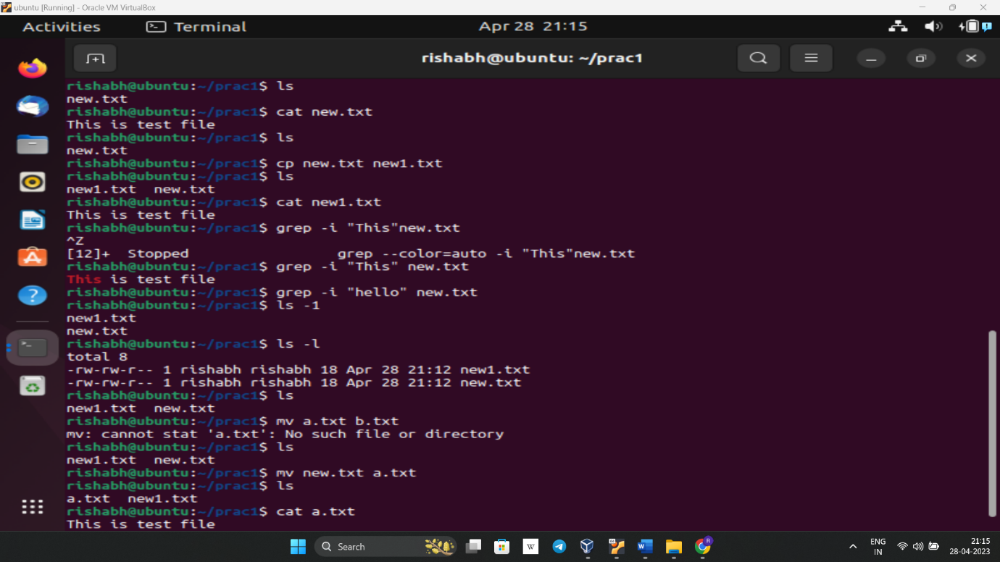 ubuntu [Running] - Oracle VM VirtualBox
Activities Terminal Apr 28 21:15
rishabh@ubuntu: ~/prac1
rishabh@ubuntu:~/prac1$ ls
new.txt
rishabh@ubuntu:~/prac1$ cat new.txt
This is test file
rishabh@ubuntu:~/prac1$ ls
new.txt
rishabh@ubuntu:~/prac1$ cp new.txt new1.txt
rishabh@ubuntu:~/prac1$ ls
new1.txt  new.txt
rishabh@ubuntu:~/prac1$ cat new1.txt
This is test file
rishabh@ubuntu:~/prac1$ grep -i "This"new.txt
^Z
[12]+  Stopped                 grep --color=auto -i "This"new.txt
rishabh@ubuntu:~/prac1$ grep -i "This" new.txt
This is test file
rishabh@ubuntu:~/prac1$ grep -i "hello" new.txt
rishabh@ubuntu:~/prac1$ ls -1
new1.txt
new.txt
rishabh@ubuntu:~/prac1$ ls -l
total 8
-rw-rw-r-- 1 rishabh rishabh 18 Apr 28 21:12 new1.txt
-rw-rw-r-- 1 rishabh rishabh 18 Apr 28 21:12 new.txt
rishabh@ubuntu:~/prac1$ ls
new1.txt  new.txt
rishabh@ubuntu:~/prac1$ mv a.txt b.txt
mv: cannot stat 'a.txt': No such file or directory
rishabh@ubuntu:~/prac1$ ls
new1.txt  new.txt
rishabh@ubuntu:~/prac1$ mv new.txt a.txt
rishabh@ubuntu:~/prac1$ ls
a.txt  new1.txt
rishabh@ubuntu:~/prac1$ cat a.txt
This is test file
Search
ENG
IN
21:15
28-04-2023